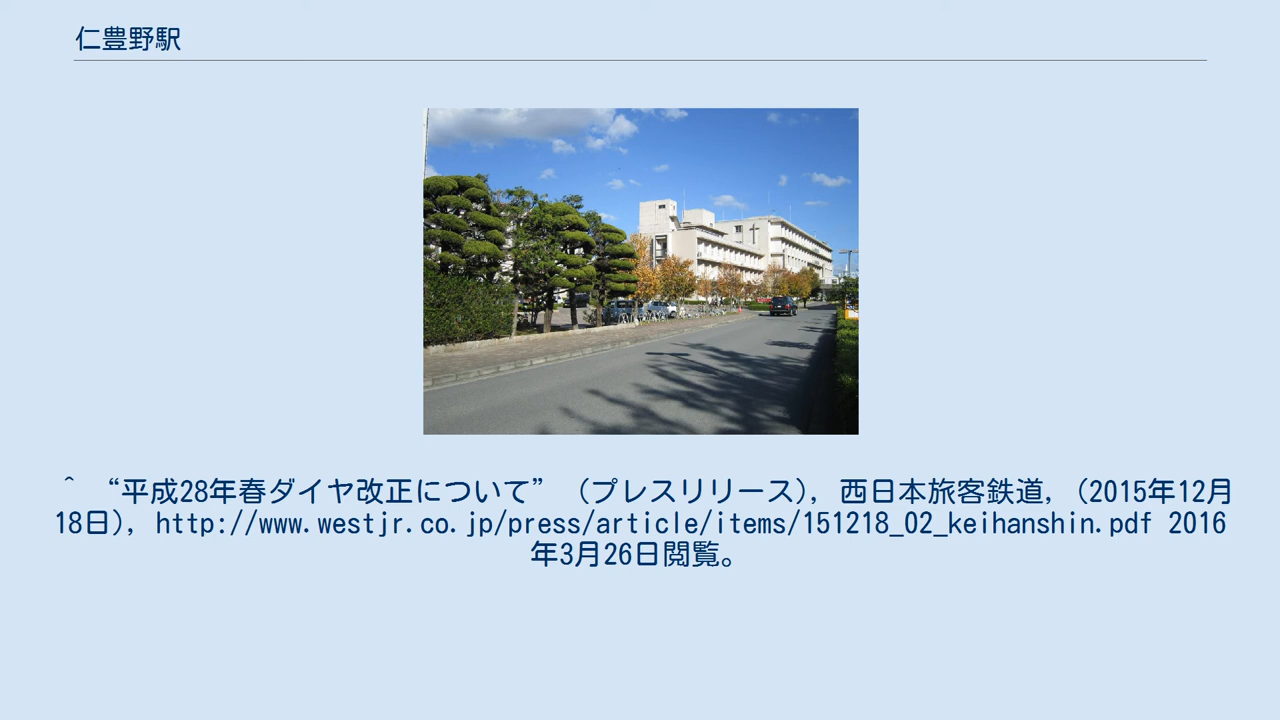 仁豊野駅
^ “平成28年春ダイヤ改正について” (プレスリリース), 西日本旅客鉄道, (2015年12月
18日), http://www.westjr.co.jp/press/article/items/151218_02_keihanshin.pdf 2016
年3月26日閲覧。